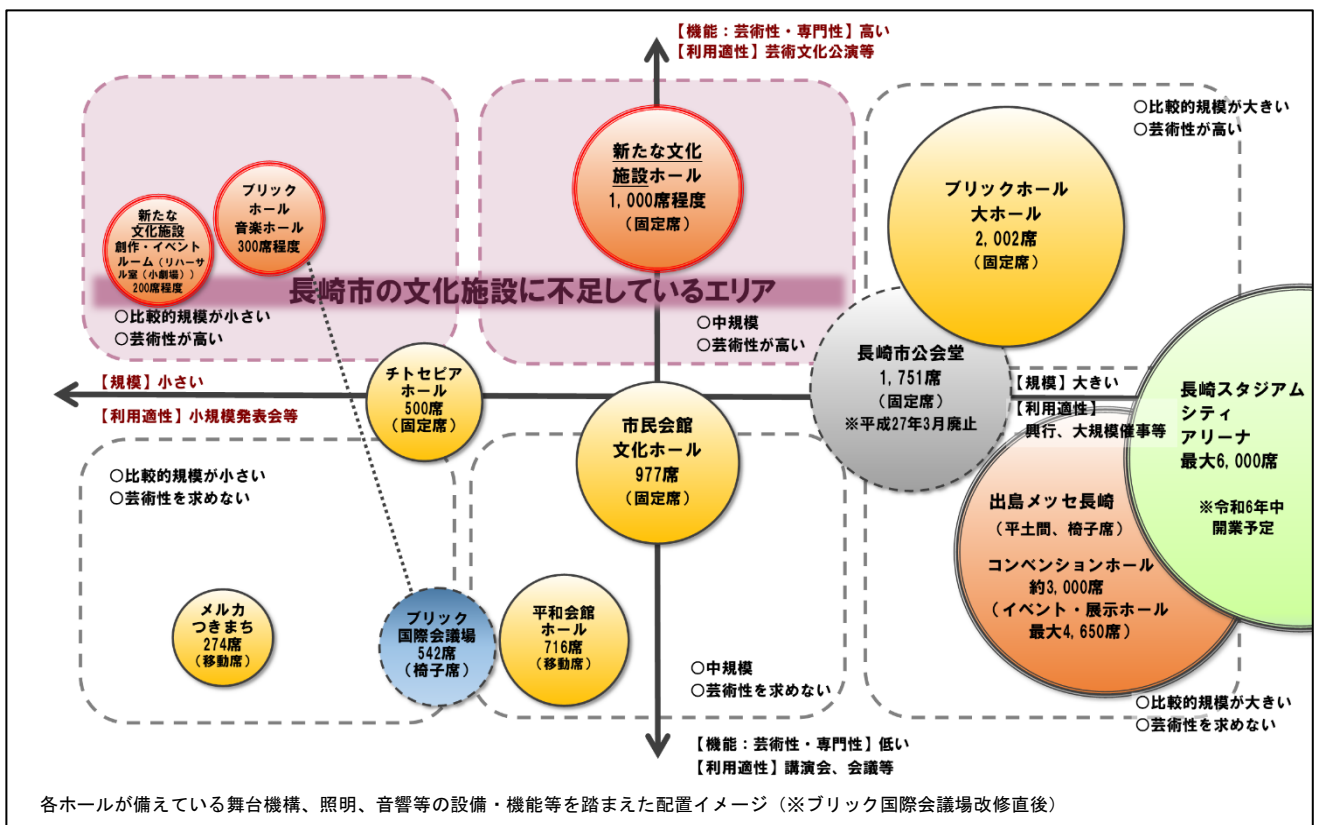 【機能：芸術性・専門性】高い
【利用適性】芸術文化公演等
○比較的規模が大きい
○芸術性が高い
新たな文化
施設ホール
1,000席程度
（固定席）
ブリックホール
大ホール
2,002席
（固定席）
ブリック
ホール
音楽ホール
300席程度
新たな
文化施設
創作・イベント
ルーム（リハーサ
ル室（小劇場））
200席程度
長崎市の文化施設に不足しているエリア
○比較的規模が小さい
○芸術性が高い
○中規模
○芸術性が高い
長崎市公会堂
1,751席
（固定席）
※平成27年3月廃止
【規模】小さい
【利用適性】小規模発表会等
チトセピア
ホール
500席
（固定席）
【規模】大きい
【利用適性】
興行、大規模催事等
長崎スタジアム
シティ
アリーナ
最大6,000席
※令和6年中
開業予定
市民会館
文化ホール
977席
（固定席）
○比較的規模が小さい
○芸術性を求めない
出島メッセ長崎
（平土間、椅子席）
コンベンションホール
約3,000席
（イベント・展示ホール
最大4,650席）
メルカ
つきまち
274席
（移動席）
ブリック
国際会議場
542席
（椅子席）
平和会館
ホール
716席
（移動席）
○中規模
○芸術性を求めない
○比較的規模が大きい
○芸術性を求めない
【機能：芸術性・専門性】低い
【利用適性】講演会、会議等
各ホールが備えている舞台機構、照明、音響等の設備・機能等を踏まえた配置イメージ（※ブリック国際会議場改修直後）